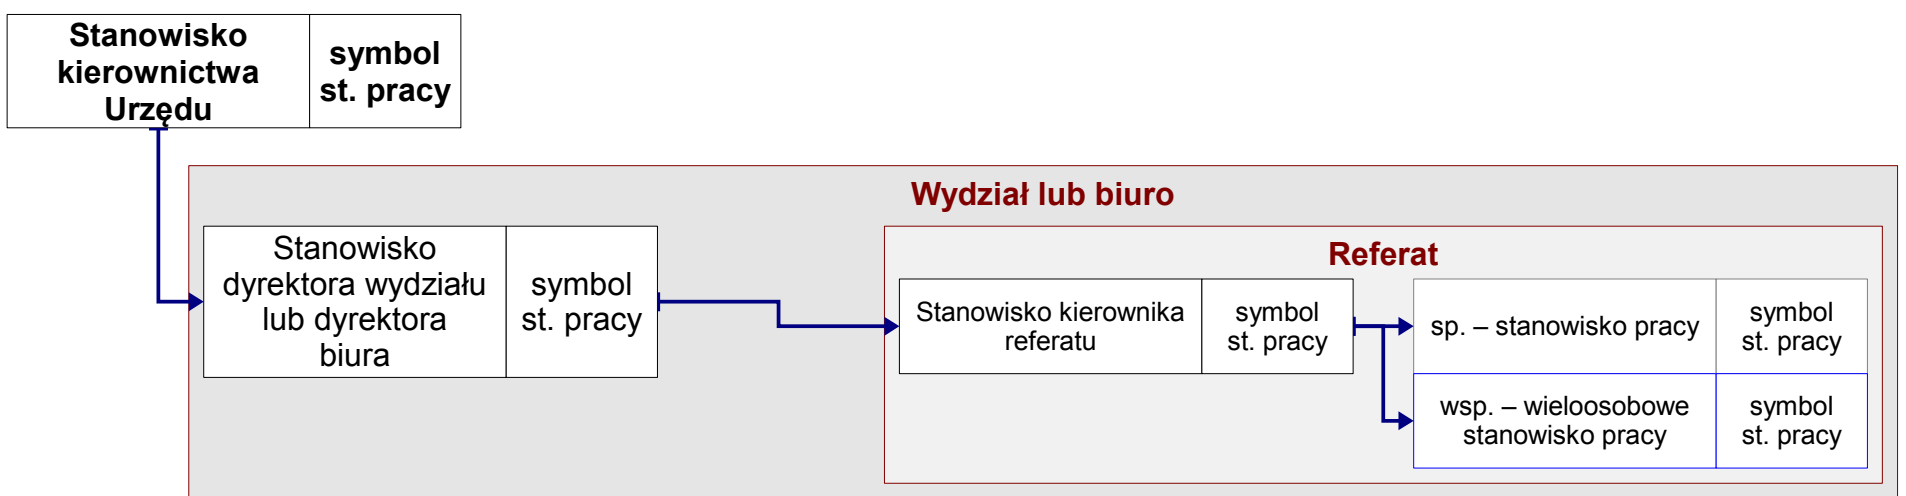 Stanowisko
kierownictwa
Urzędu
symbol
st. pracy
Wydział lub biuro
Stanowisko
dyrektora wydziału
lub dyrektora
biura
symbol
st. pracy
Referat
Stanowisko kierownika
referatu
symbol
st. pracy
sp. – stanowisko pracy
symbol
st. pracy
wsp. – wieloosobowe
stanowisko pracy
symbol
st. pracy